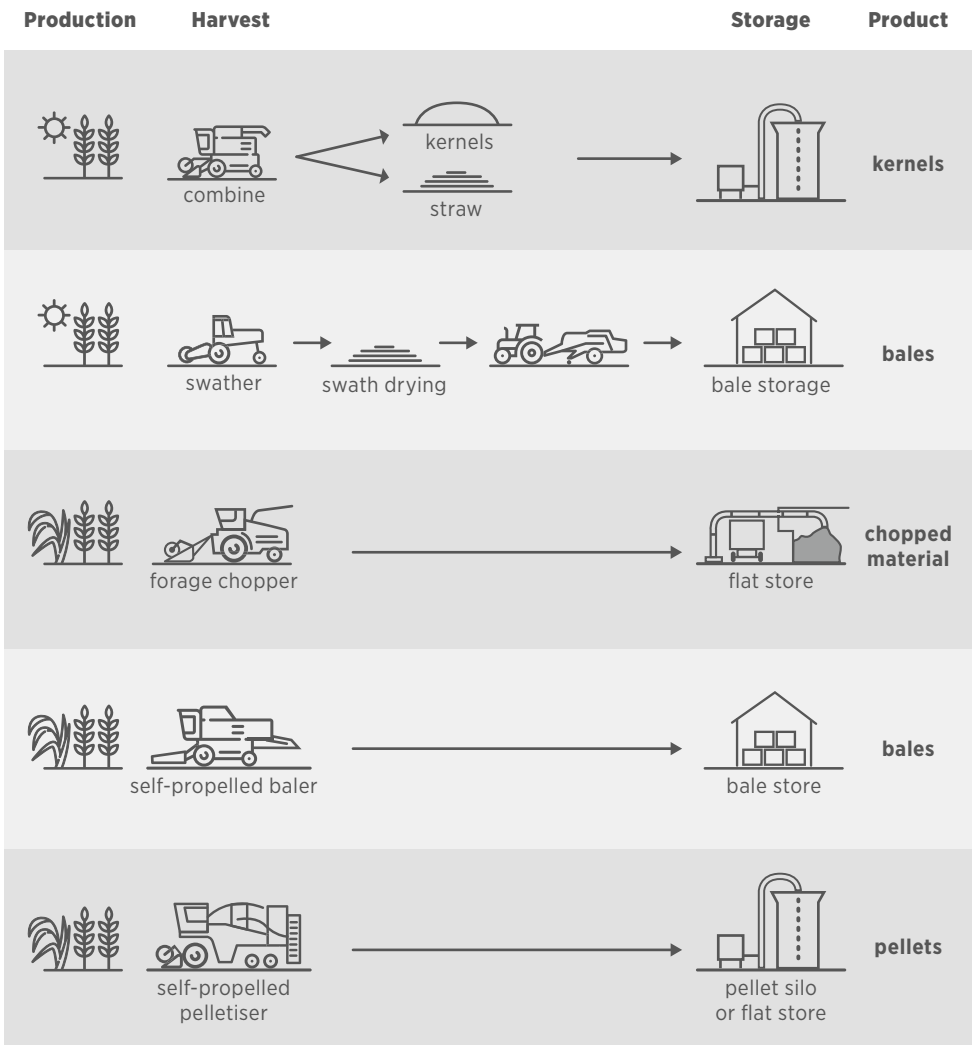 Production
Harvest
Storage
Product
combine
kernels
straw
kernels
swather
swath drying
bale storage
bales
forage chopper
flat store
chopped
material
self-propelled baler
bale store
bales
self-propelled
pelletiser
pellet silo
or flat store
pellets